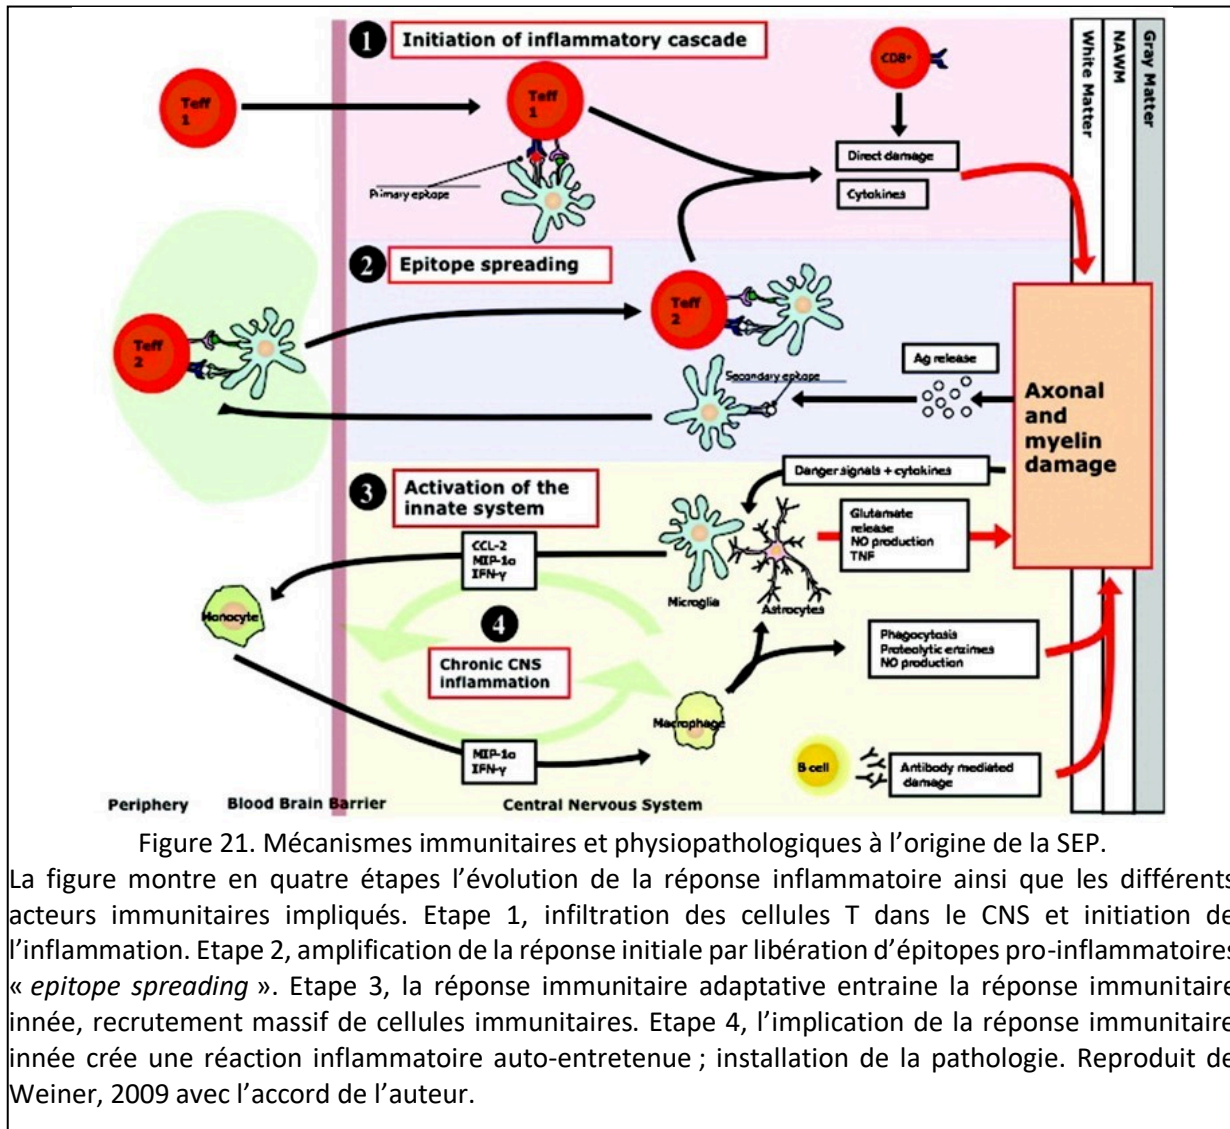 1 Initiation of inflammatory cascade
Teff
1
Teff
1
Primary epitope
CD8+
Direct damage
Cytokines
White Matter
NAWM
Gray Matter
2 Epitope spreading
Teff
2
Teff
2
Secondary epitope
Ag release
Axonal
and
myelin
damage
3 Activation of the
innate system
Danger signals + cytokines
Glutamate
release
NO production
TNF
CCL-2
MIP-1α
IFN-γ
Microglia
Astrocytes
Monocyte
4
Chronic CNS
inflammation
Phagocytosis
Proteolytic enzimes
NO production
Macrophage
MIP-1α
IFN-γ
B cell
Antibody mediated
damage
Periphery
Blood Brain Barrier
Central Nervous System
Figure 21. Mécanismes immunitaires et physiopathologiques à l’origine de la SEP.
La figure montre en quatre étapes l’évolution de la réponse inflammatoire ainsi que les différents
acteurs immunitaires impliqués. Etape 1, infiltration des cellules T dans le CNS et initiation de
l’inflammation. Etape 2, amplification de la réponse initiale par libération d’épitopes pro-inflammatoires
« epitope spreading ». Etape 3, la réponse immunitaire adaptative entraine la réponse immunitaire
innée, recrutement massif de cellules immunitaires. Etape 4, l’implication de la réponse immunitaire
innée crée une réaction inflammatoire auto-entretenue ; installation de la pathologie. Reproduit de
Weiner, 2009 avec l’accord de l’auteur.